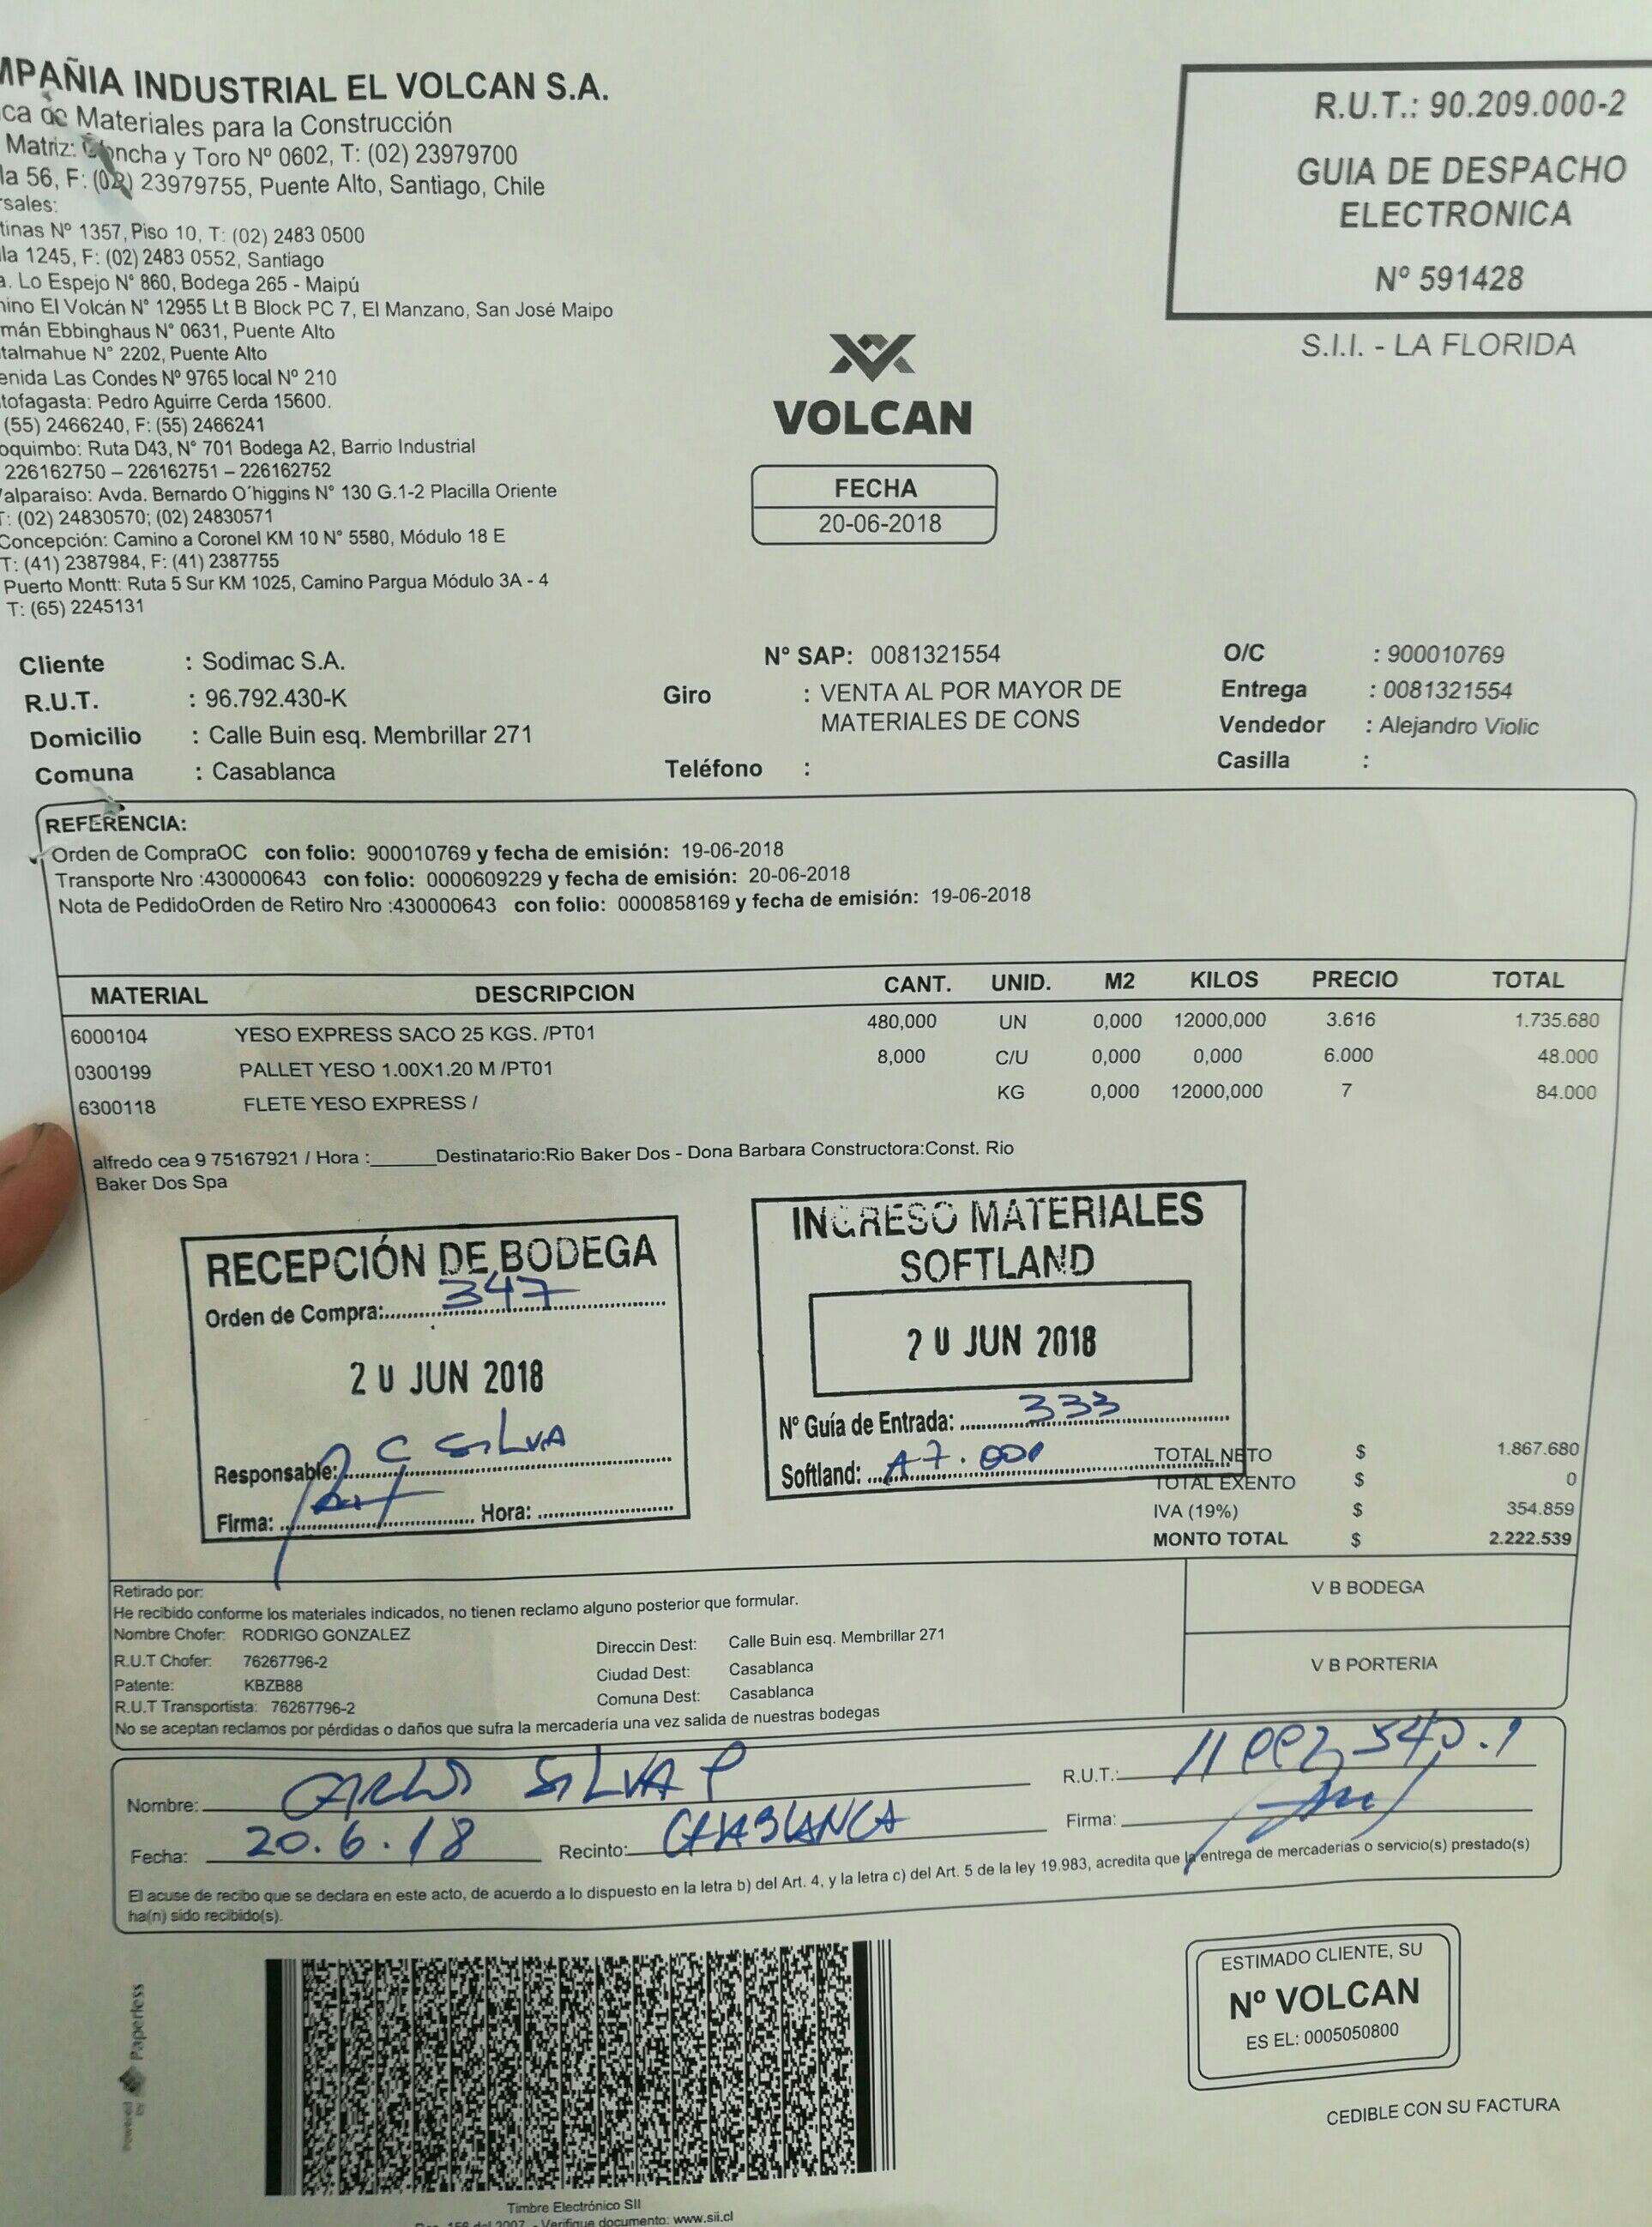 MPAÑIA INDUSTRIAL EL VOLCAN S.A.
ca de Materiales para la Construcción
Matriz: Concha y Toro Nº 0602, T: (02) 23979700
la 56, F: (02) 23979755, Puente Alto, Santiago, Chile
rsales:
tinas Nº 1357, Piso 10, T: (02) 2483 0500
la 1245, F: (02) 2483 0552, Santiago
a. Lo Espejo N° 860, Bodega 265 - Maipú
nino El Volcán N° 12955 Lt B Block PC 7, El Manzano, San José Maipo
mán Ebbinghaus N° 0631, Puente Alto
talmahue N° 2202, Puente Alto
enida Las Condes Nº 9765 local Nº 210
tofagasta: Pedro Aguirre Cerda 15600.
(55) 2466240, F: (55) 2466241
oquimbo: Ruta D43, N° 701 Bodega A2, Barrio Industrial
226162750 – 226162751 – 226162752
Valparaíso: Avda. Bernardo O´higgins N° 130 G.1-2 Placilla Oriente
T: (02) 24830570; (02) 24830571
Concepción: Camino a Coronel KM 10 N° 5580, Módulo 18 E
T: (41) 2387984, F: (41) 2387755
Puerto Montt: Ruta 5 Sur KM 1025, Camino Pargua Módulo 3A - 4
T: (65) 2245131
R.U.T.: 90.209.000-2
GUIA DE DESPACHO
ELECTRONICA
Nº 591428
S.I.I. - LA FLORIDA
VOLCAN
FECHA
20-06-2018
Cliente : Sodimac S.A. N° SAP: 0081321554 O/C : 900010769
R.U.T. : 96.792.430-K Giro : VENTA AL POR MAYOR DE Entrega : 0081321554
MATERIALES DE CONS
Domicilio : Calle Buin esq. Membrillar 271 Vendedor : Alejandro Violic
Comuna : Casablanca Teléfono : Casilla :
REFERENCIA:
Orden de CompraOC con folio: 900010769 y fecha de emisión: 19-06-2018
Transporte Nro :430000643 con folio: 0000609229 y fecha de emisión: 20-06-2018
Nota de PedidoOrden de Retiro Nro :430000643 con folio: 0000858169 y fecha de emisión: 19-06-2018
MATERIAL DESCRIPCION CANT. UNID. M2 KILOS PRECIO TOTAL
6000104 YESO EXPRESS SACO 25 KGS. /PT01 480,000 UN 0,000 12000,000 3.616 1.735.680
0300199 PALLET YESO 1.00X1.20 M /PT01 8,000 C/U 0,000 0,000 6.000 48.000
6300118 FLETE YESO EXPRESS / KG 0,000 12000,000 7 84.000
alfredo cea 9 75167921 / Hora :______Destinatario:Rio Baker Dos - Dona Barbara Constructora:Const. Rio
Baker Dos Spa
RECEPCIÓN DE BODEGA
Orden de Compra: 347
20 JUN 2018
Responsable: C SILVA
Firma: Hora:
INGRESO MATERIALES
SOFTLAND
20 JUN 2018
Nº Guía de Entrada: 333
Softland: A7.001
TOTAL NETO $ 1.867.680
TOTAL EXENTO $ 0
IVA (19%) $ 354.859
MONTO TOTAL $ 2.222.539
Retirado por:
He recibido conforme los materiales indicados, no tienen reclamo alguno posterior que formular.
Nombre Chofer: RODRIGO GONZALEZ Direccin Dest: Calle Buin esq. Membrillar 271
R.U.T Chofer: 76267796-2 Ciudad Dest: Casablanca
Patente: KBZB88 Comuna Dest: Casablanca
R.U.T Transportista: 76267796-2
No se aceptan reclamos por pérdidas o daños que sufra la mercadería una vez salida de nuestras bodegas
V B BODEGA
V B PORTERIA
Nombre: CARLOS SILVA P R.U.T.:
Fecha: 20.6.18 Recinto: CASABLANCA Firma:
El acuse de recibo que se declara en este acto, de acuerdo a lo dispuesto en la letra b) del Art. 4, y la letra c) del Art. 5 de la ley 19.983, acredita que la entrega de mercaderías o servicio(s) prestado(s)
ha(n) sido recibido(s).
Powered by Paperless
Timbre Electrónico SII
Res. 156 del 2007 - Verifique documento: www.sii.cl
ESTIMADO CLIENTE, SU
Nº VOLCAN
ES EL: 0005050800
CEDIBLE CON SU FACTURA